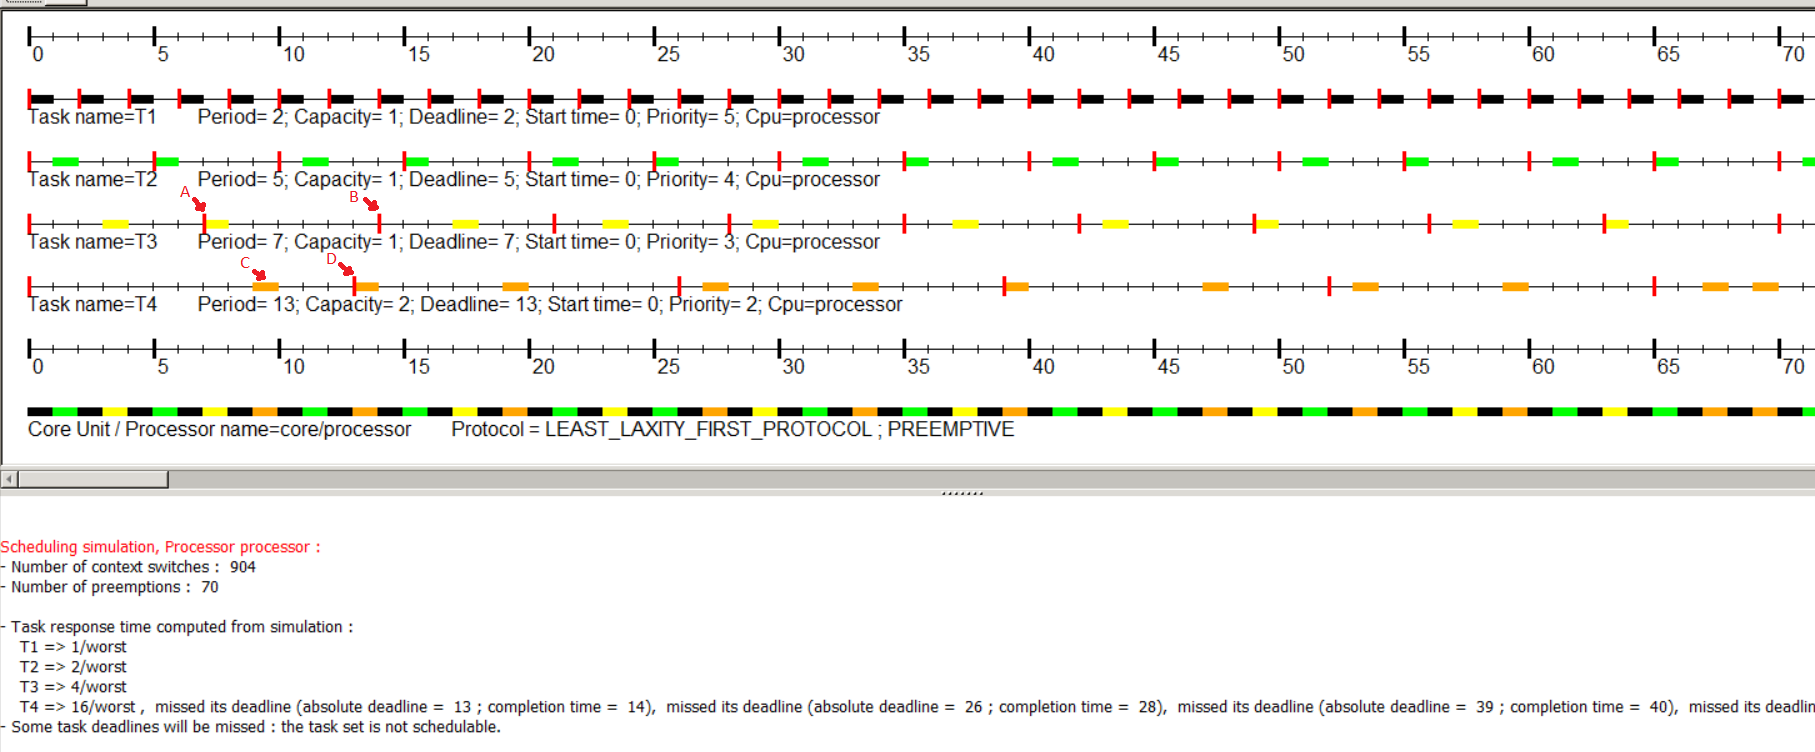 0 5 10 15 20 25 30 35 40 45 50 55 60 65 70
Task name=T1 Period= 2; Capacity= 1; Deadline= 2; Start time= 0; Priority= 5; Cpu=processor
Task name=T2 Period= 5; Capacity= 1; Deadline= 5; Start time= 0; Priority= 4; Cpu=processor
A B
Task name=T3 Period= 7; Capacity= 1; Deadline= 7; Start time= 0; Priority= 3; Cpu=processor
C D
Task name=T4 Period= 13; Capacity= 2; Deadline= 13; Start time= 0; Priority= 2; Cpu=processor
0 5 10 15 20 25 30 35 40 45 50 55 60 65 70
Core Unit / Processor name=core/processor Protocol = LEAST_LAXITY_FIRST_PROTOCOL ; PREEMPTIVE
Scheduling simulation, Processor processor :
- Number of context switches : 904
- Number of preemptions : 70
- Task response time computed from simulation :
T1 => 1/worst
T2 => 2/worst
T3 => 4/worst
T4 => 16/worst , missed its deadline (absolute deadline = 13 ; completion time = 14), missed its deadline (absolute deadline = 26 ; completion time = 28), missed its deadline (absolute deadline = 39 ; completion time = 40), missed its deadlin
- Some task deadlines will be missed : the task set is not schedulable.